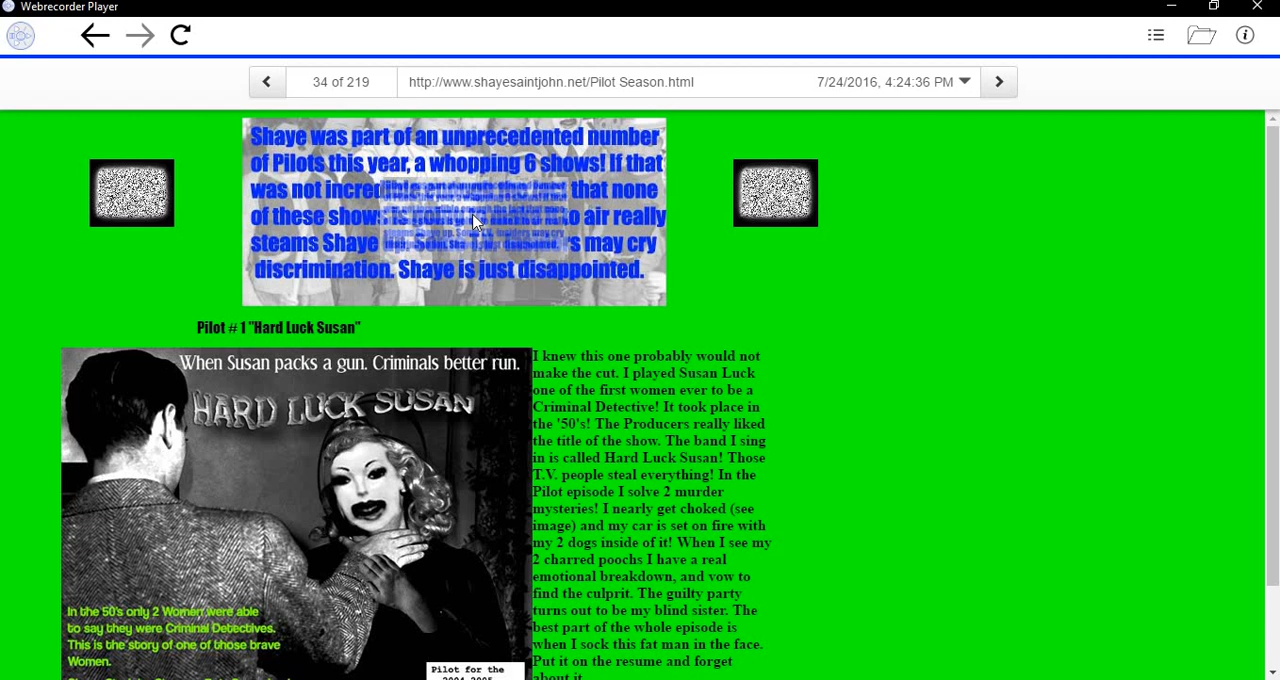 Webrecorder Player
34 of 219
http://www.shayesaintjohn.net/Pilot Season.html
7/24/2016, 4:24:36 PM
Shaye was part of an unprecedented number
of Pilots this year, a whopping 6 shows! If that
was not that none
of these shows to air really
steams Shaye may cry
discrimination. Shaye is just disappointed.
Pilot # 1 "Hard Luck Susan"
When Susan packs a gun. Criminals better run.
HARD LUCK SUSAN
In the 50's only 2 Women were able
to say they were Criminal Detectives.
This is the story of one of those brave
Women.
Pilot for the
2004-2005
I knew this one probably would not
make the cut. I played Susan Luck
one of the first women ever to be a
Criminal Detective! It took place in
the '50's! The Producers really liked
the title of the show. The band I sing
in is called Hard Luck Susan! Those
T.V. people steal everything! In the
Pilot episode I solve 2 murder
mysteries! I nearly get choked (see
image) and my car is set on fire with
my 2 dogs inside of it! When I see my
2 charred poochs I have a real
emotional breakdown, and vow to
find the culprit. The guilty party
turns out to be my blind sister. The
best part of the whole episode is
when I sock this fat man in the face.
Put it on the resume and forget
about it.